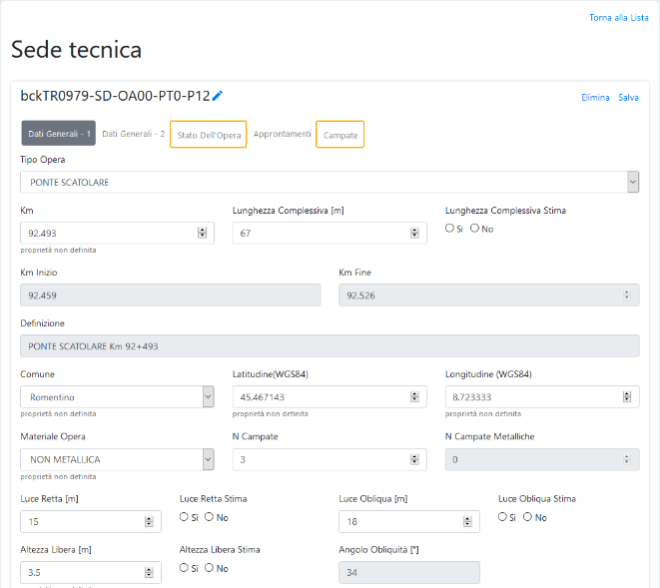 Torna alla Lista
Sede tecnica
bckTR0979-SD-OA00-PT0-P12
Elimina Salva
Dati Generali - 1 Dati Generali - 2 Stato Dell'Opera Approntamenti Campate
Tipo Opera
PONTE SCATOLARE
Km Lunghezza Complessiva [m] Lunghezza Complessiva Stima
92.493 67 Si No
proprietà non definita
Km Inizio Km Fine
92.459 92.526
Definizione
PONTE SCATOLARE Km 92+493
Comune Latitudine(WGS84) Longitudine (WGS84)
Romentino 45.467143 8.723333
proprietà non definita proprietà non definita proprietà non definita
Materiale Opera N Campate N Campate Metalliche
NON METALLICA 3 0
proprietà non definita
Luce Retta [m] Luce Retta Stima Luce Obliqua [m] Luce Obliqua Stima
15 Si No 18 Si No
Altezza Libera [m] Altezza Libera Stima Angolo Obliquità [°]
3.5 Si No 34